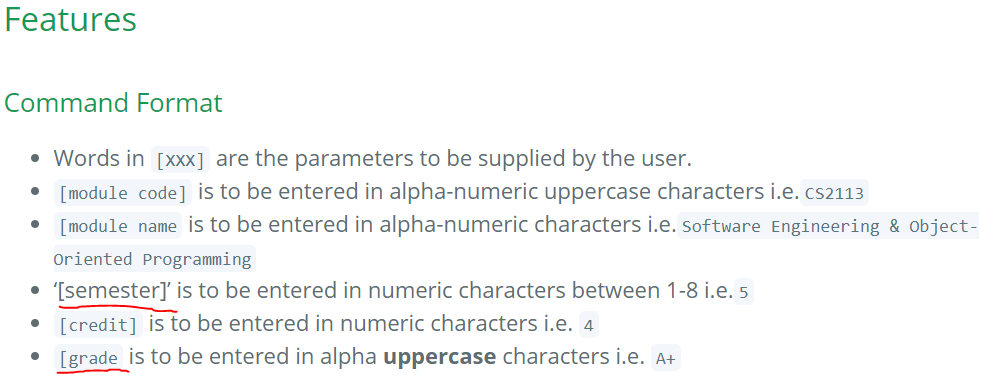 Features
Command Format
Words in [xxx] are the parameters to be supplied by the user.
[module code] is to be entered in alpha-numeric uppercase characters i.e. CS2113
[module name is to be entered in alpha-numeric characters i.e. Software Engineering & Object-
Oriented Programming
‘[semester]’ is to be entered in numeric characters between 1-8 i.e. 5
[credit] is to be entered in numeric characters i.e. 4
[grade is to be entered in alpha uppercase characters i.e. A+